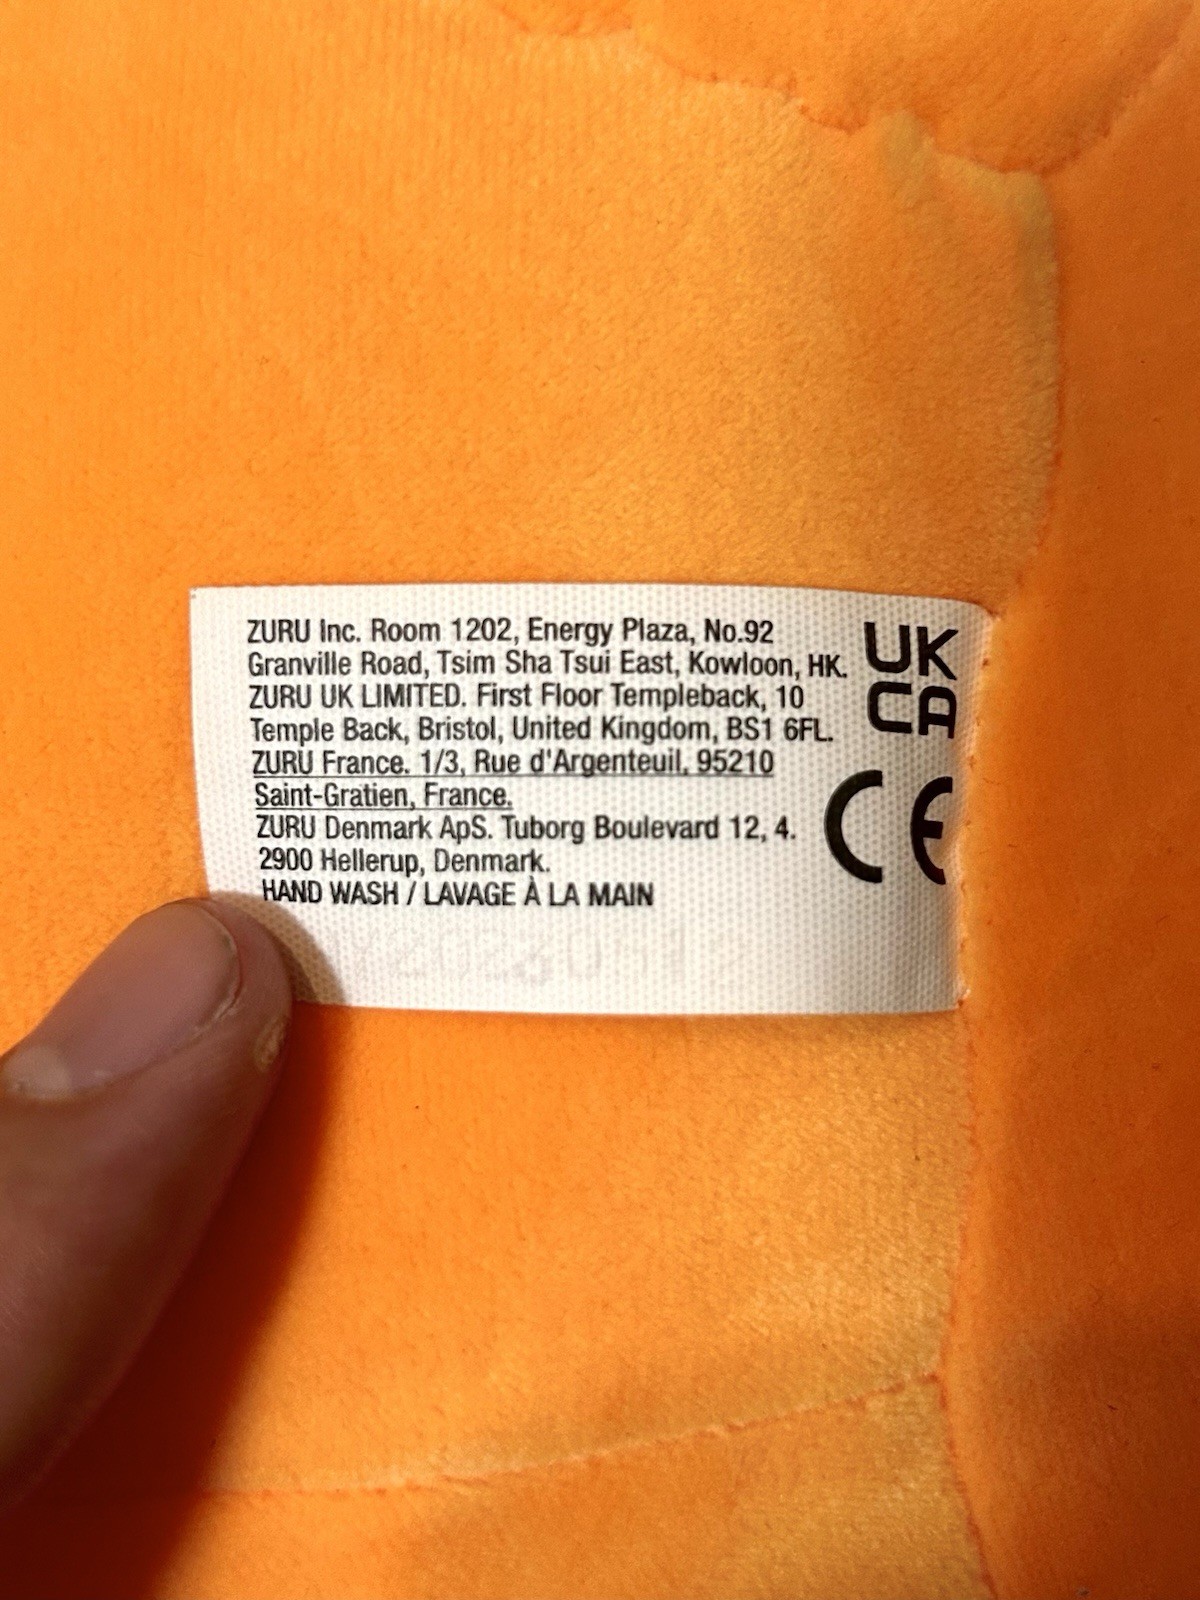 ZURU Inc. Room 1202, Energy Plaza, No.92
Granville Road, Tsim Sha Tsui East, Kowloon, HK.
ZURU UK LIMITED. First Floor Templeback, 10
Temple Back, Bristol, United Kingdom, BS1 6FL.
ZURU France. 1/3, Rue d'Argenteuil, 95210
Saint-Gratien, France.
ZURU Denmark ApS. Tuborg Boulevard 12, 4.
2900 Hellerup, Denmark.
HAND WASH / LAVAGE À LA MAIN
UK
CA
CE